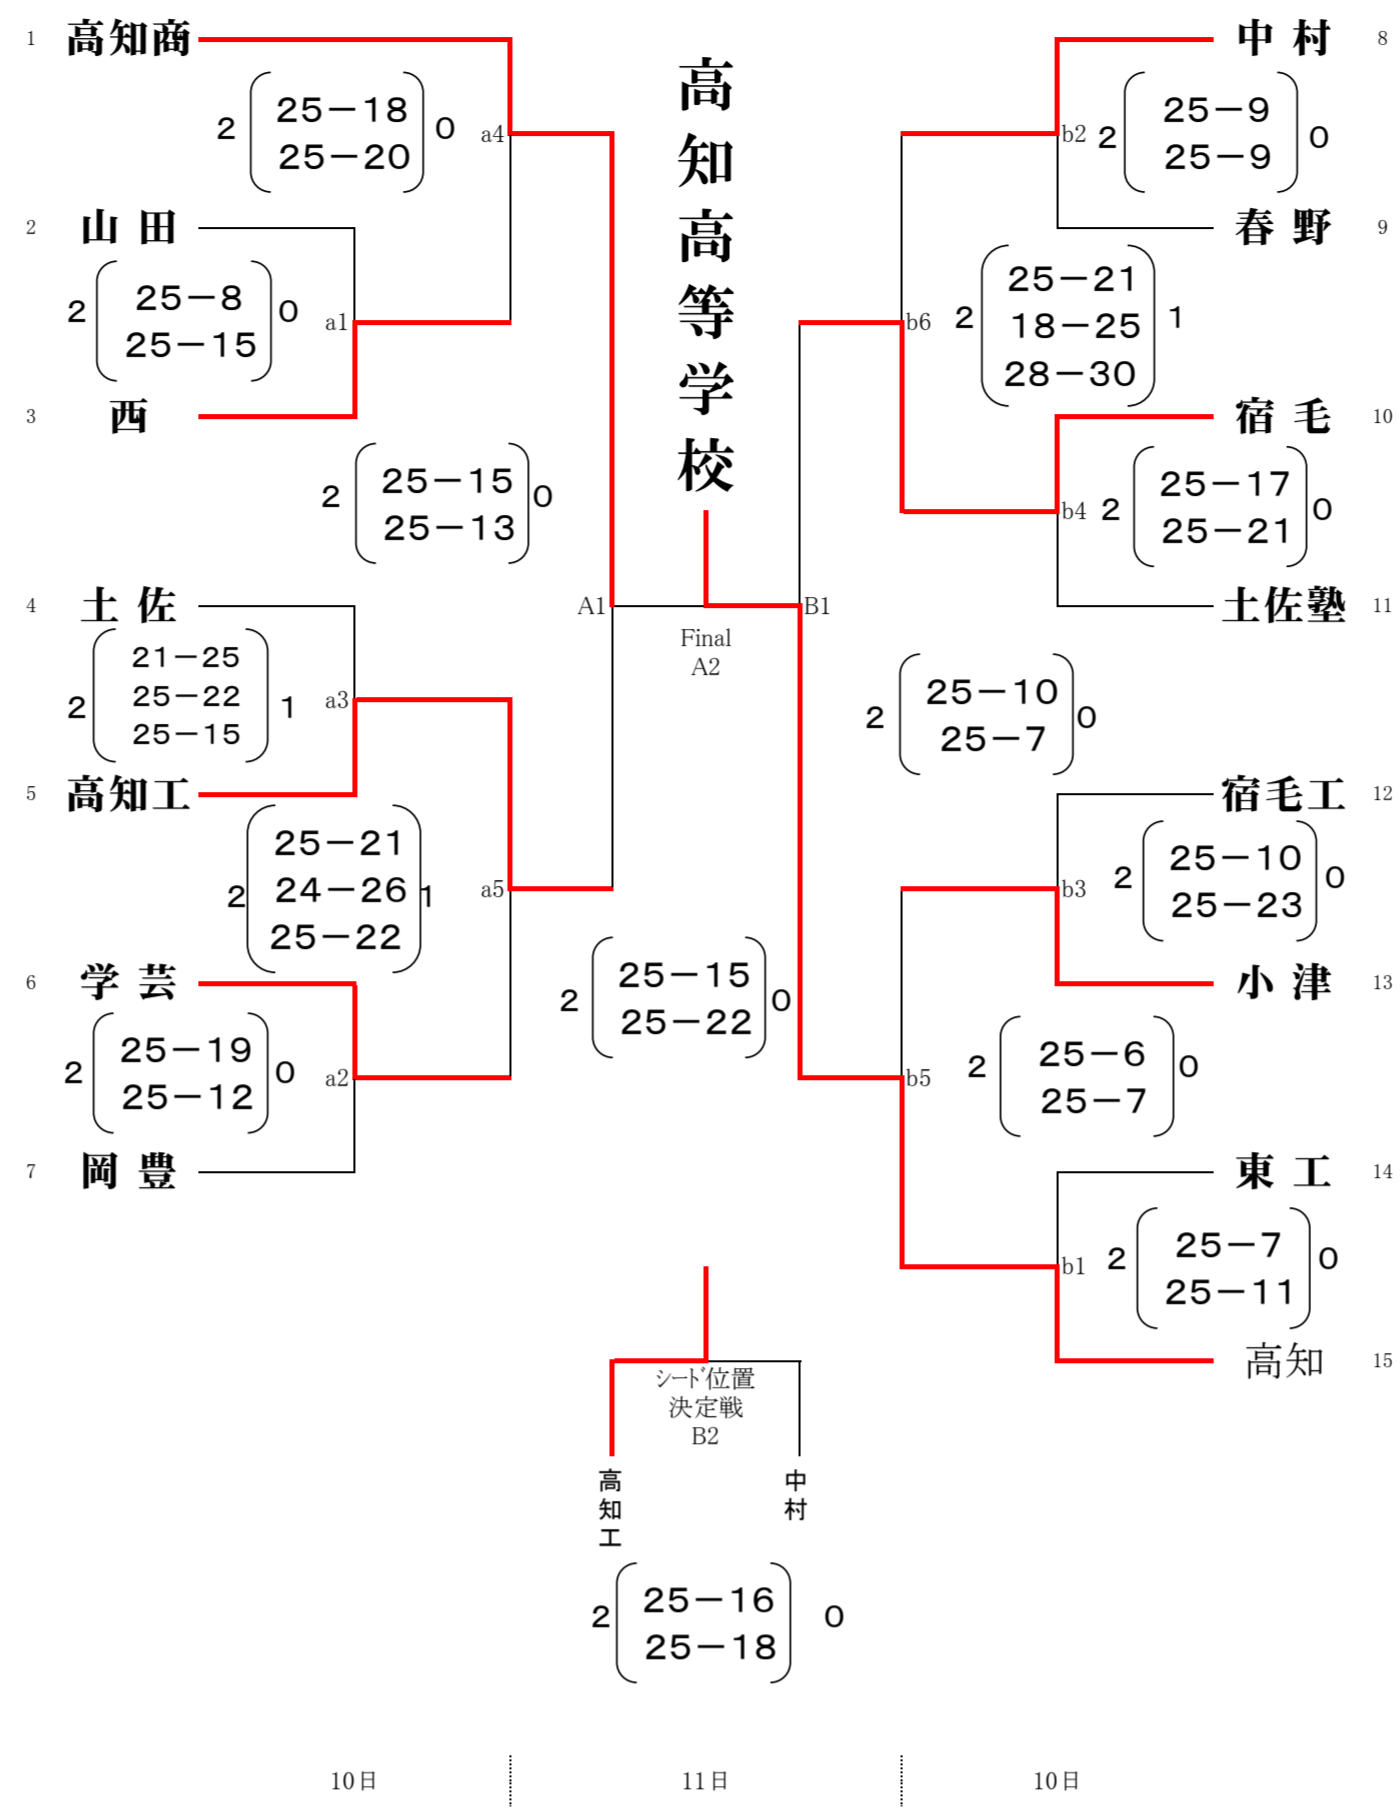 1 高知商
2 (25－18 25－20) 0
a4
2 山田
2 (25－8 25－15) 0
a1
3 西
2 (25－15 25－13) 0
4 土佐
2 (21－25 25－22 25－15) 1
a3
5 高知工
2 (25－21 24－26 25－22) 1
a5
6 学芸
2 (25－19 25－12) 0
a2
7 岡豊
高知高等学校
A1
B1
Final
A2
2 (25－15 25－22) 0
中村 8
b2 2 (25－9 25－9) 0
春野 9
b6 2 (25－21 18－25 28－30) 1
宿毛 10
b4 2 (25－17 25－21) 0
土佐塾 11
2 (25－10 25－7) 0
宿毛工 12
b3 2 (25－10 25－23) 0
小津 13
b5 2 (25－6 25－7) 0
東工 14
b1 2 (25－7 25－11) 0
高知 15
シード位置
決定戦
B2
高知工
中村
2 (25－16 25－18) 0
10日 11日 10日